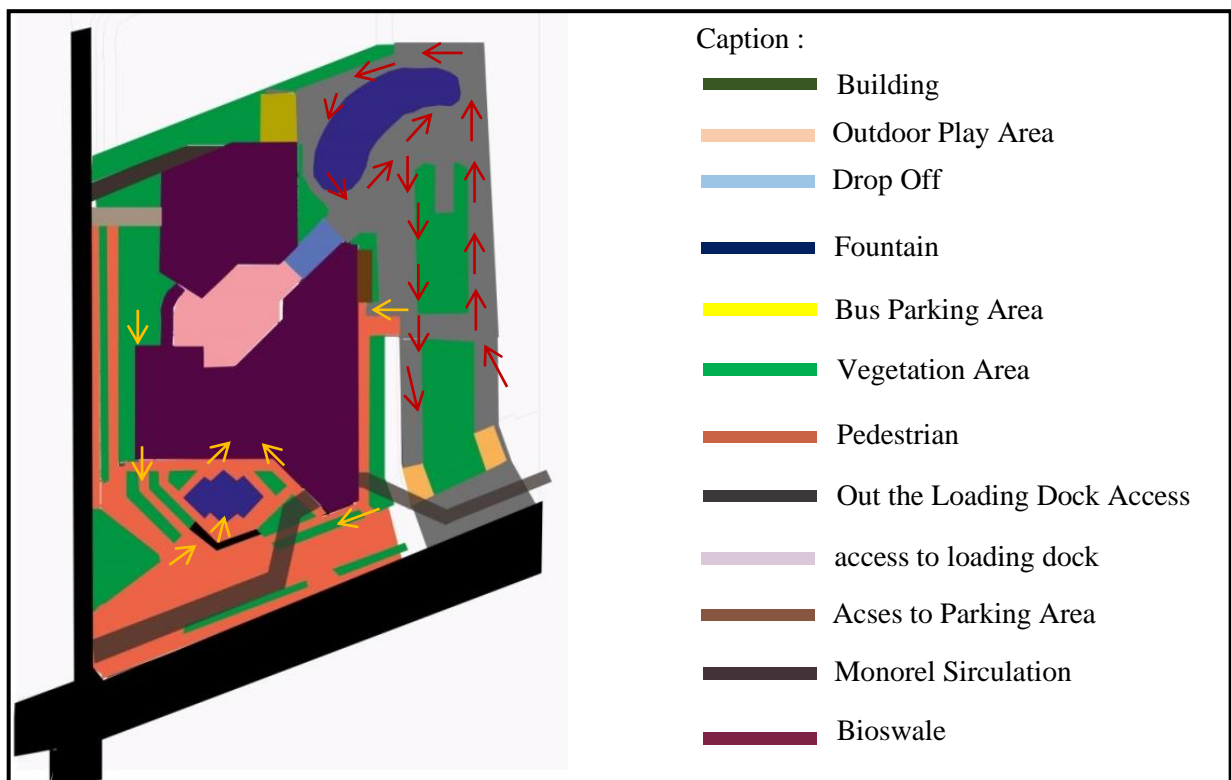 Caption :
Building
Outdoor Play Area
Drop Off
Fountain
Bus Parking Area
Vegetation Area
Pedestrian
Out the Loading Dock Access
access to loading dock
Acses to Parking Area
Monorel Sirculation
Bioswale